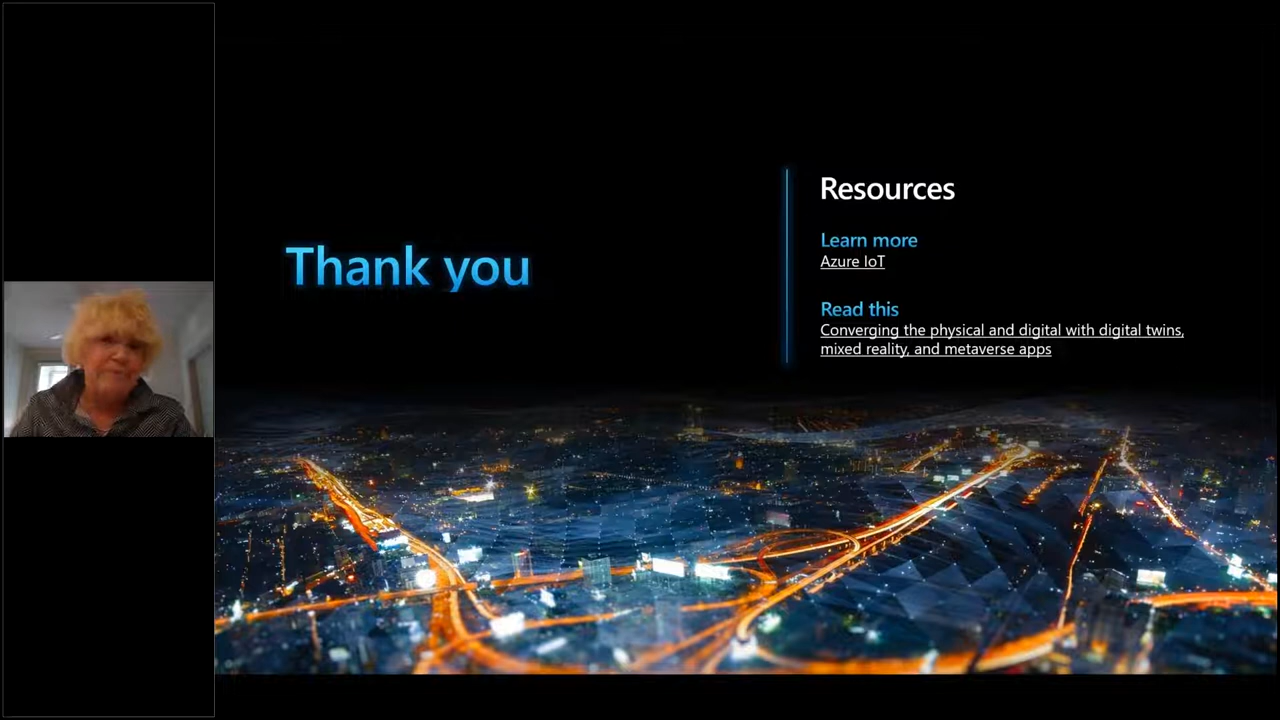 Thank you
Resources
Learn more
Azure IoT
Read this
Converging the physical and digital with digital twins,
mixed reality, and metaverse apps